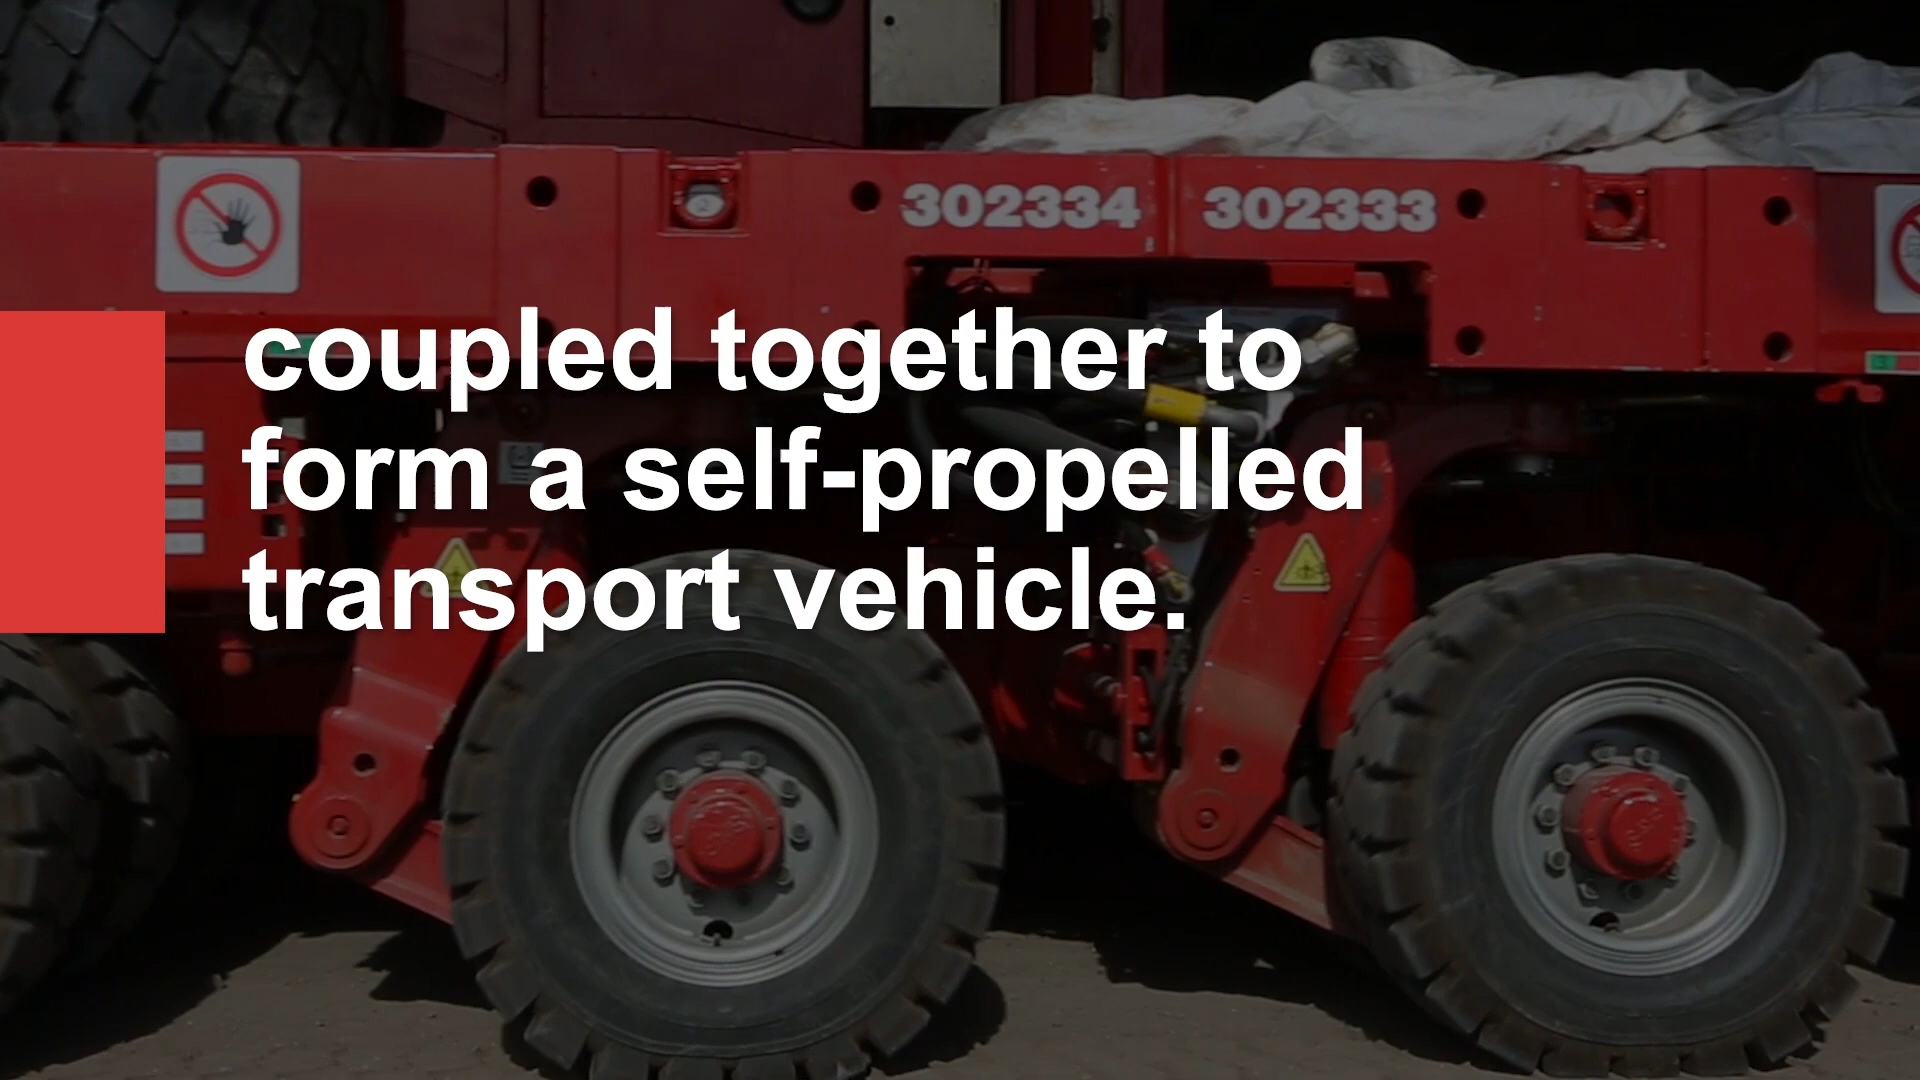 302334 302333
coupled together to
form a self-propelled
transport vehicle.